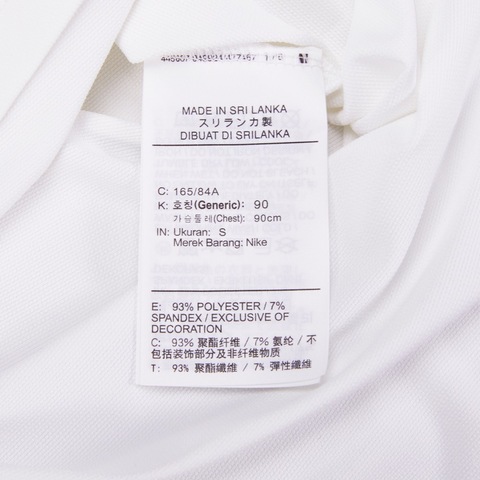 MADE IN SRI LANKA
スリランカ製
DIBUAT DI SRILANKA
C: 165/84A
K: 호칭(Generic): 90
가슴둘레(Chest): 90cm
IN: Ukuran: S
Merek Barang: Nike
E: 93% POLYESTER / 7%
SPANDEX / EXCLUSIVE OF
DECORATION
C: 93% 聚酯纤维 / 7% 氨纶 / 不
包括装饰部分及非纤维物质
T: 93% 聚酯纖維 / 7% 彈性纖維